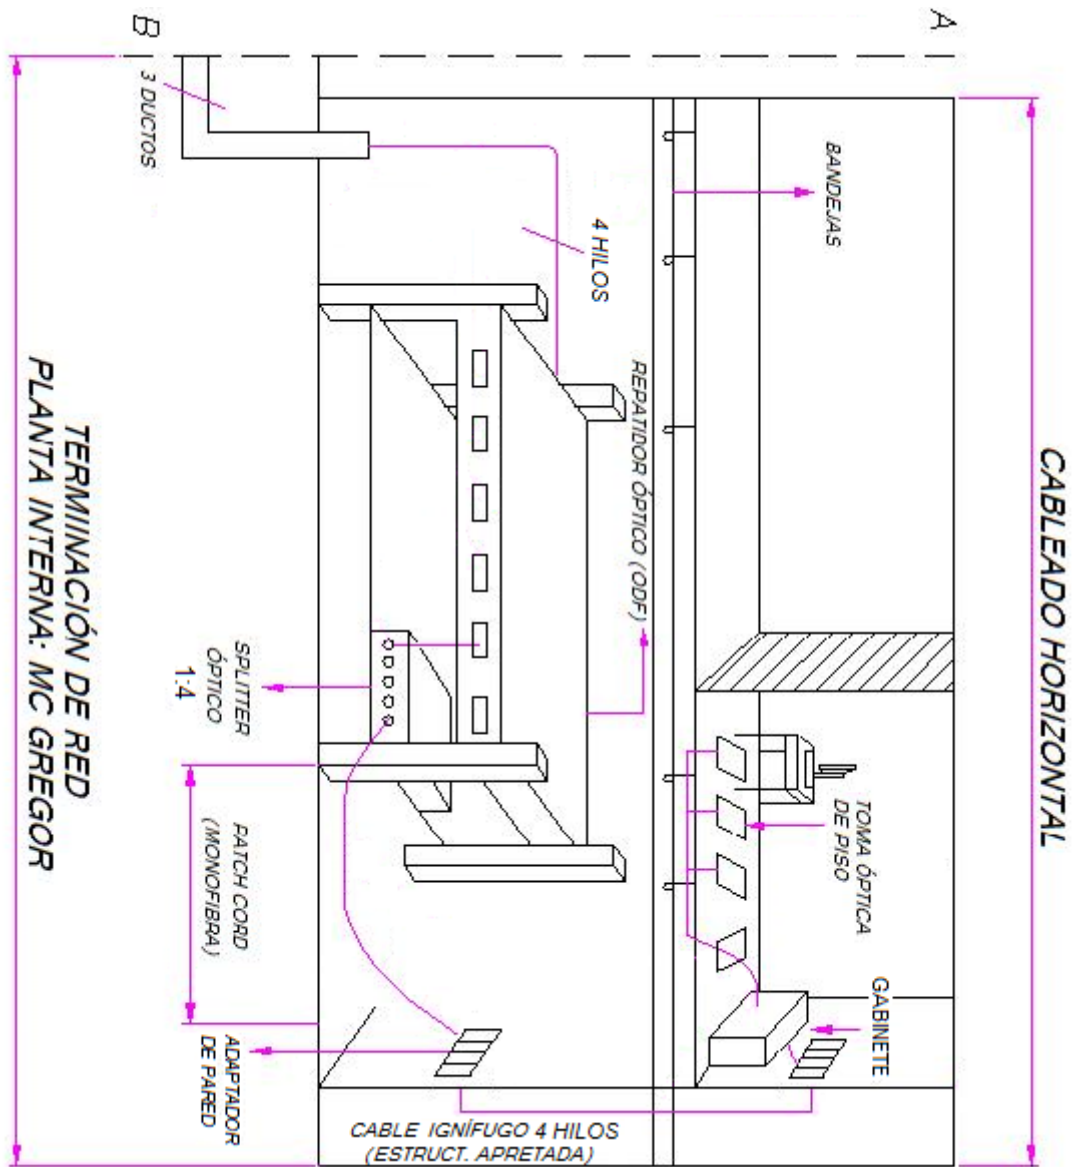 CABLEADO HORIZONTAL
A
BANDEJAS
TOMA ÓPTICA
DE PISO
GABINETE
REPATIDOR ÓPTICO (ODF)
4 HILOS
CABLE IGNÍFUGO 4 HILOS
(ESTRUCT. APRETADA)
B
3 DUCTOS
SPLITTER
ÓPTICO
1:4
PATCH CORD
(MONOFIBRA)
ADAPTADOR
DE PARED
TERMIINACIÓN DE RED
PLANTA INTERNA: MC GREGOR